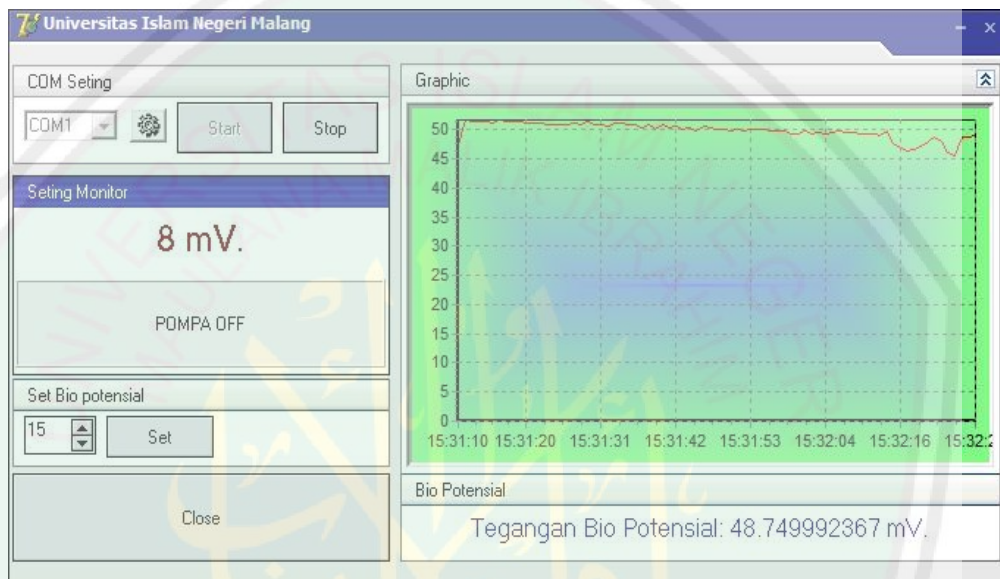 Universitas Islam Negeri Malang
COM Seting
COM1
Start
Stop
Seting Monitor
8 mV.
POMPA OFF
Set Bio potensial
15
Set
Close
Graphic
50
45
40
35
30
25
20
15
10
5
0
15:31:10 15:31:20 15:31:31 15:31:42 15:31:53 15:32:04 15:32:16 15:32:2
Bio Potensial
Tegangan Bio Potensial: 48.749992367 mV.